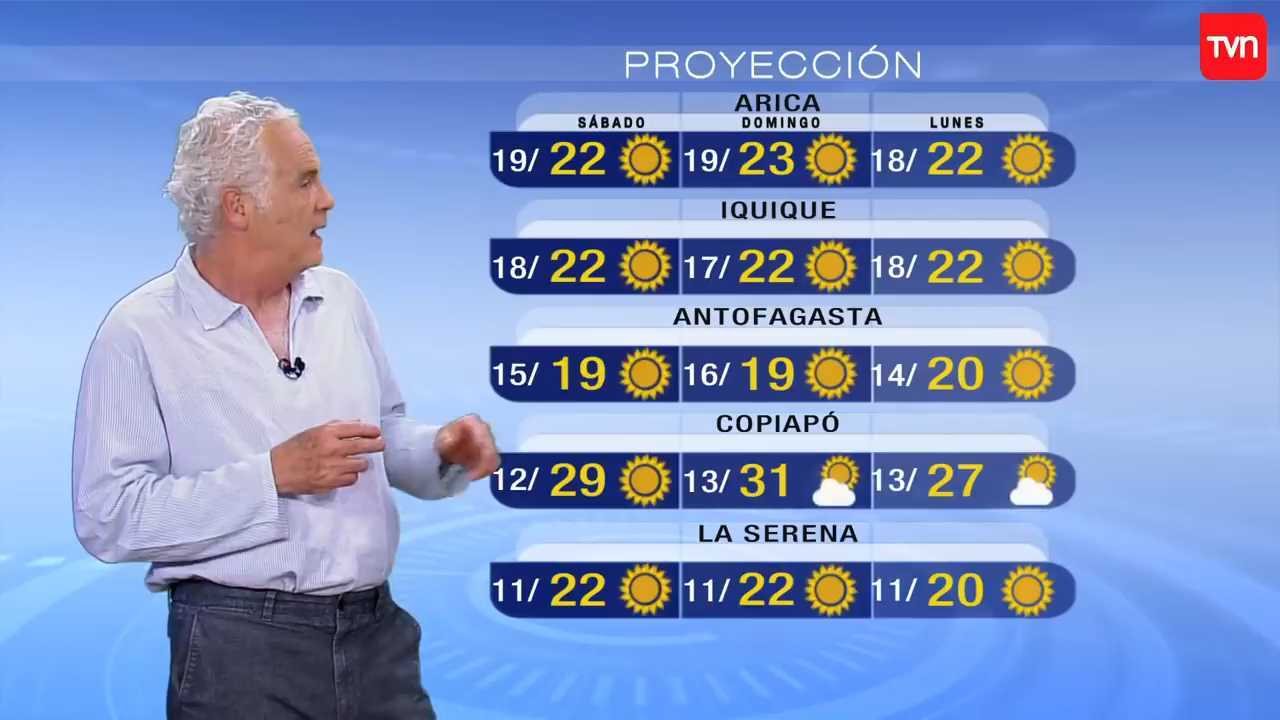 TVN
PROYECCIÓN
ARICA
SÁBADO DOMINGO LUNES
19/ 22 19/ 23 18/ 22
IQUIQUE
18/ 22 17/ 22 18/ 22
ANTOFAGASTA
15/ 19 16/ 19 14/ 20
COPIAPÓ
12/ 29 13/ 31 13/ 27
LA SERENA
11/ 22 11/ 22 11/ 20